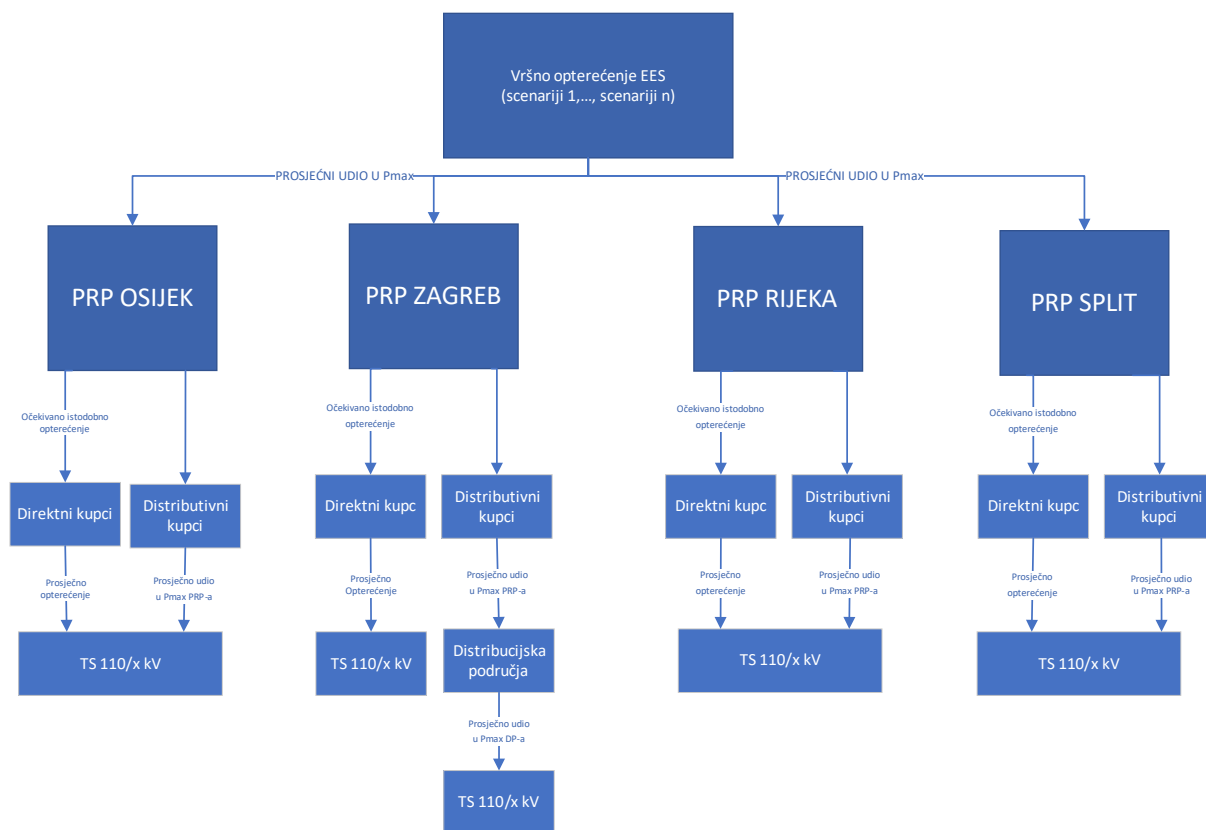 Vršno opterećenje EES
(scenariji 1,..., scenariji n)
PROSJEĆNI UDIO U Pmax
PROSJEĆNI UDIO U Pmax
PRP OSIJEK
PRP ZAGREB
PRP RIJEKA
PRP SPLIT
Očekivano istodobno
opterećenje
Očekivano istodobno
opterećenje
Očekivano istodobno
opterećenje
Očekivano istodobno
opterećenje
Direktni kupci
Distributivni
kupci
Direktni kupc
Distributivni
kupci
Direktni kupc
Distributivni
kupci
Direktni kupc
Distributivni
kupci
Prosječno
opterećenje
Prosječno udio
u Pmax PRP-a
Prosječno
Opterećenje
Prosječno udio
u Pmax PRP-a
Prosječno
opterećenje
Prosječno udio
u Pmax PRP-a
Prosječno
opterećenje
Prosječno udio
u Pmax PRP-a
TS 110/x kV
TS 110/x kV
Distribucijska
područja
TS 110/x kV
TS 110/x kV
Prosječno udio
u Pmax DP-a
TS 110/x kV